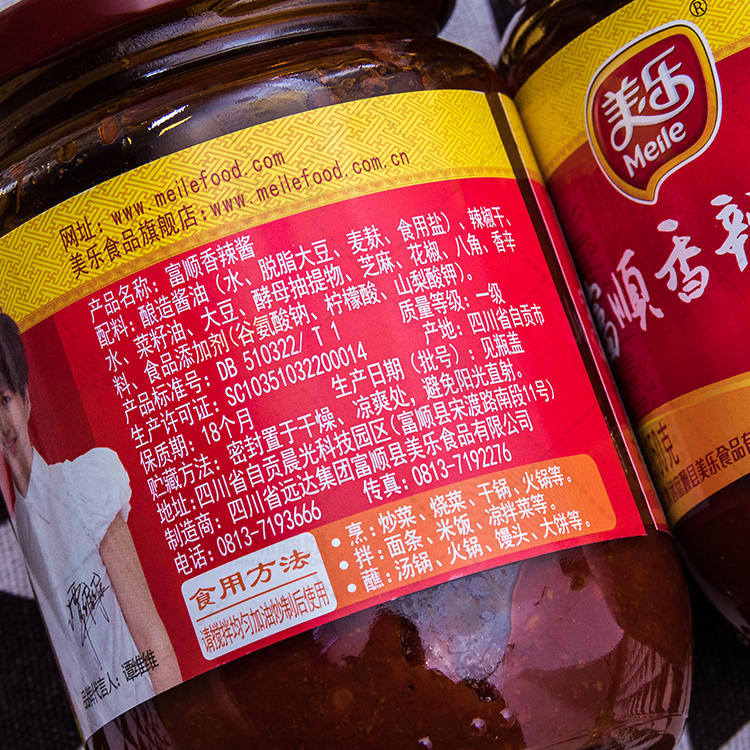 网址:www.meilefood.com
美乐食品旗舰店:www.meilefood.com.cn
产品名称:富顺香辣酱
配料:酿造酱油(水、脱脂大豆、麦麸、食用盐)、辣椒干、
水、菜籽油、大豆、酵母抽提物、芝麻、花椒、八角、香辛
料、食品添加剂(谷氨酸钠、柠檬酸、山梨酸钾)。
产品标准号:DB 510322/T 1 质量等级:一级
生产许可证:SC10351032200014 产地:四川省自贡市
保质期:18个月 生产日期(批号):见瓶盖
贮藏方法:密封置于干燥、凉爽处,避免阳光直射。
地址:四川省自贡晨光科技园区(富顺县宋渡路南段11号)
制造商:四川省远达集团富顺县美乐食品有限公司
电话:0813-7193666 传真:0813-7192276
食用方法
请搅拌均匀加油炒制后使用
·烹:炒菜、烧菜、干锅、火锅等。
·拌:面条、米饭、凉拌菜等。
·蘸:汤锅、火锅、馒头、大饼等。
品牌代言人:谭维维
美乐®
Meile
富顺香辣
克
富顺县美乐食品有